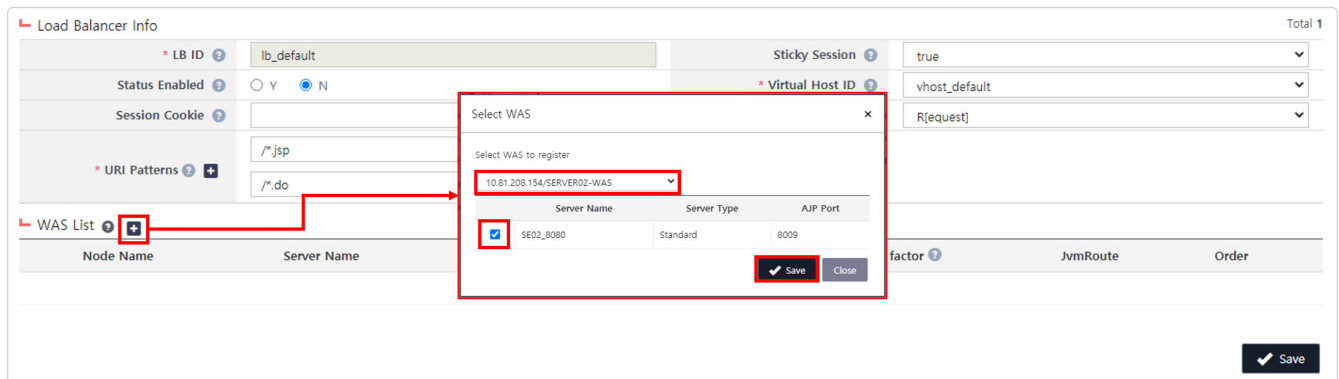 Load Balancer Info
Total 1
* LB ID
lb_default
Sticky Session
true
Status Enabled
Y N
* Virtual Host ID
vhost_default
Session Cookie
R[equest]
* URI Patterns
/*.jsp
/*.do
Select WAS
×
Select WAS to register
10.81.208.154/SERVER02-WAS
Server Name Server Type AJP Port
SE02_8080 Standard 8009
Save Close
WAS List
Node Name Server Name factor JvmRoute Order
Save